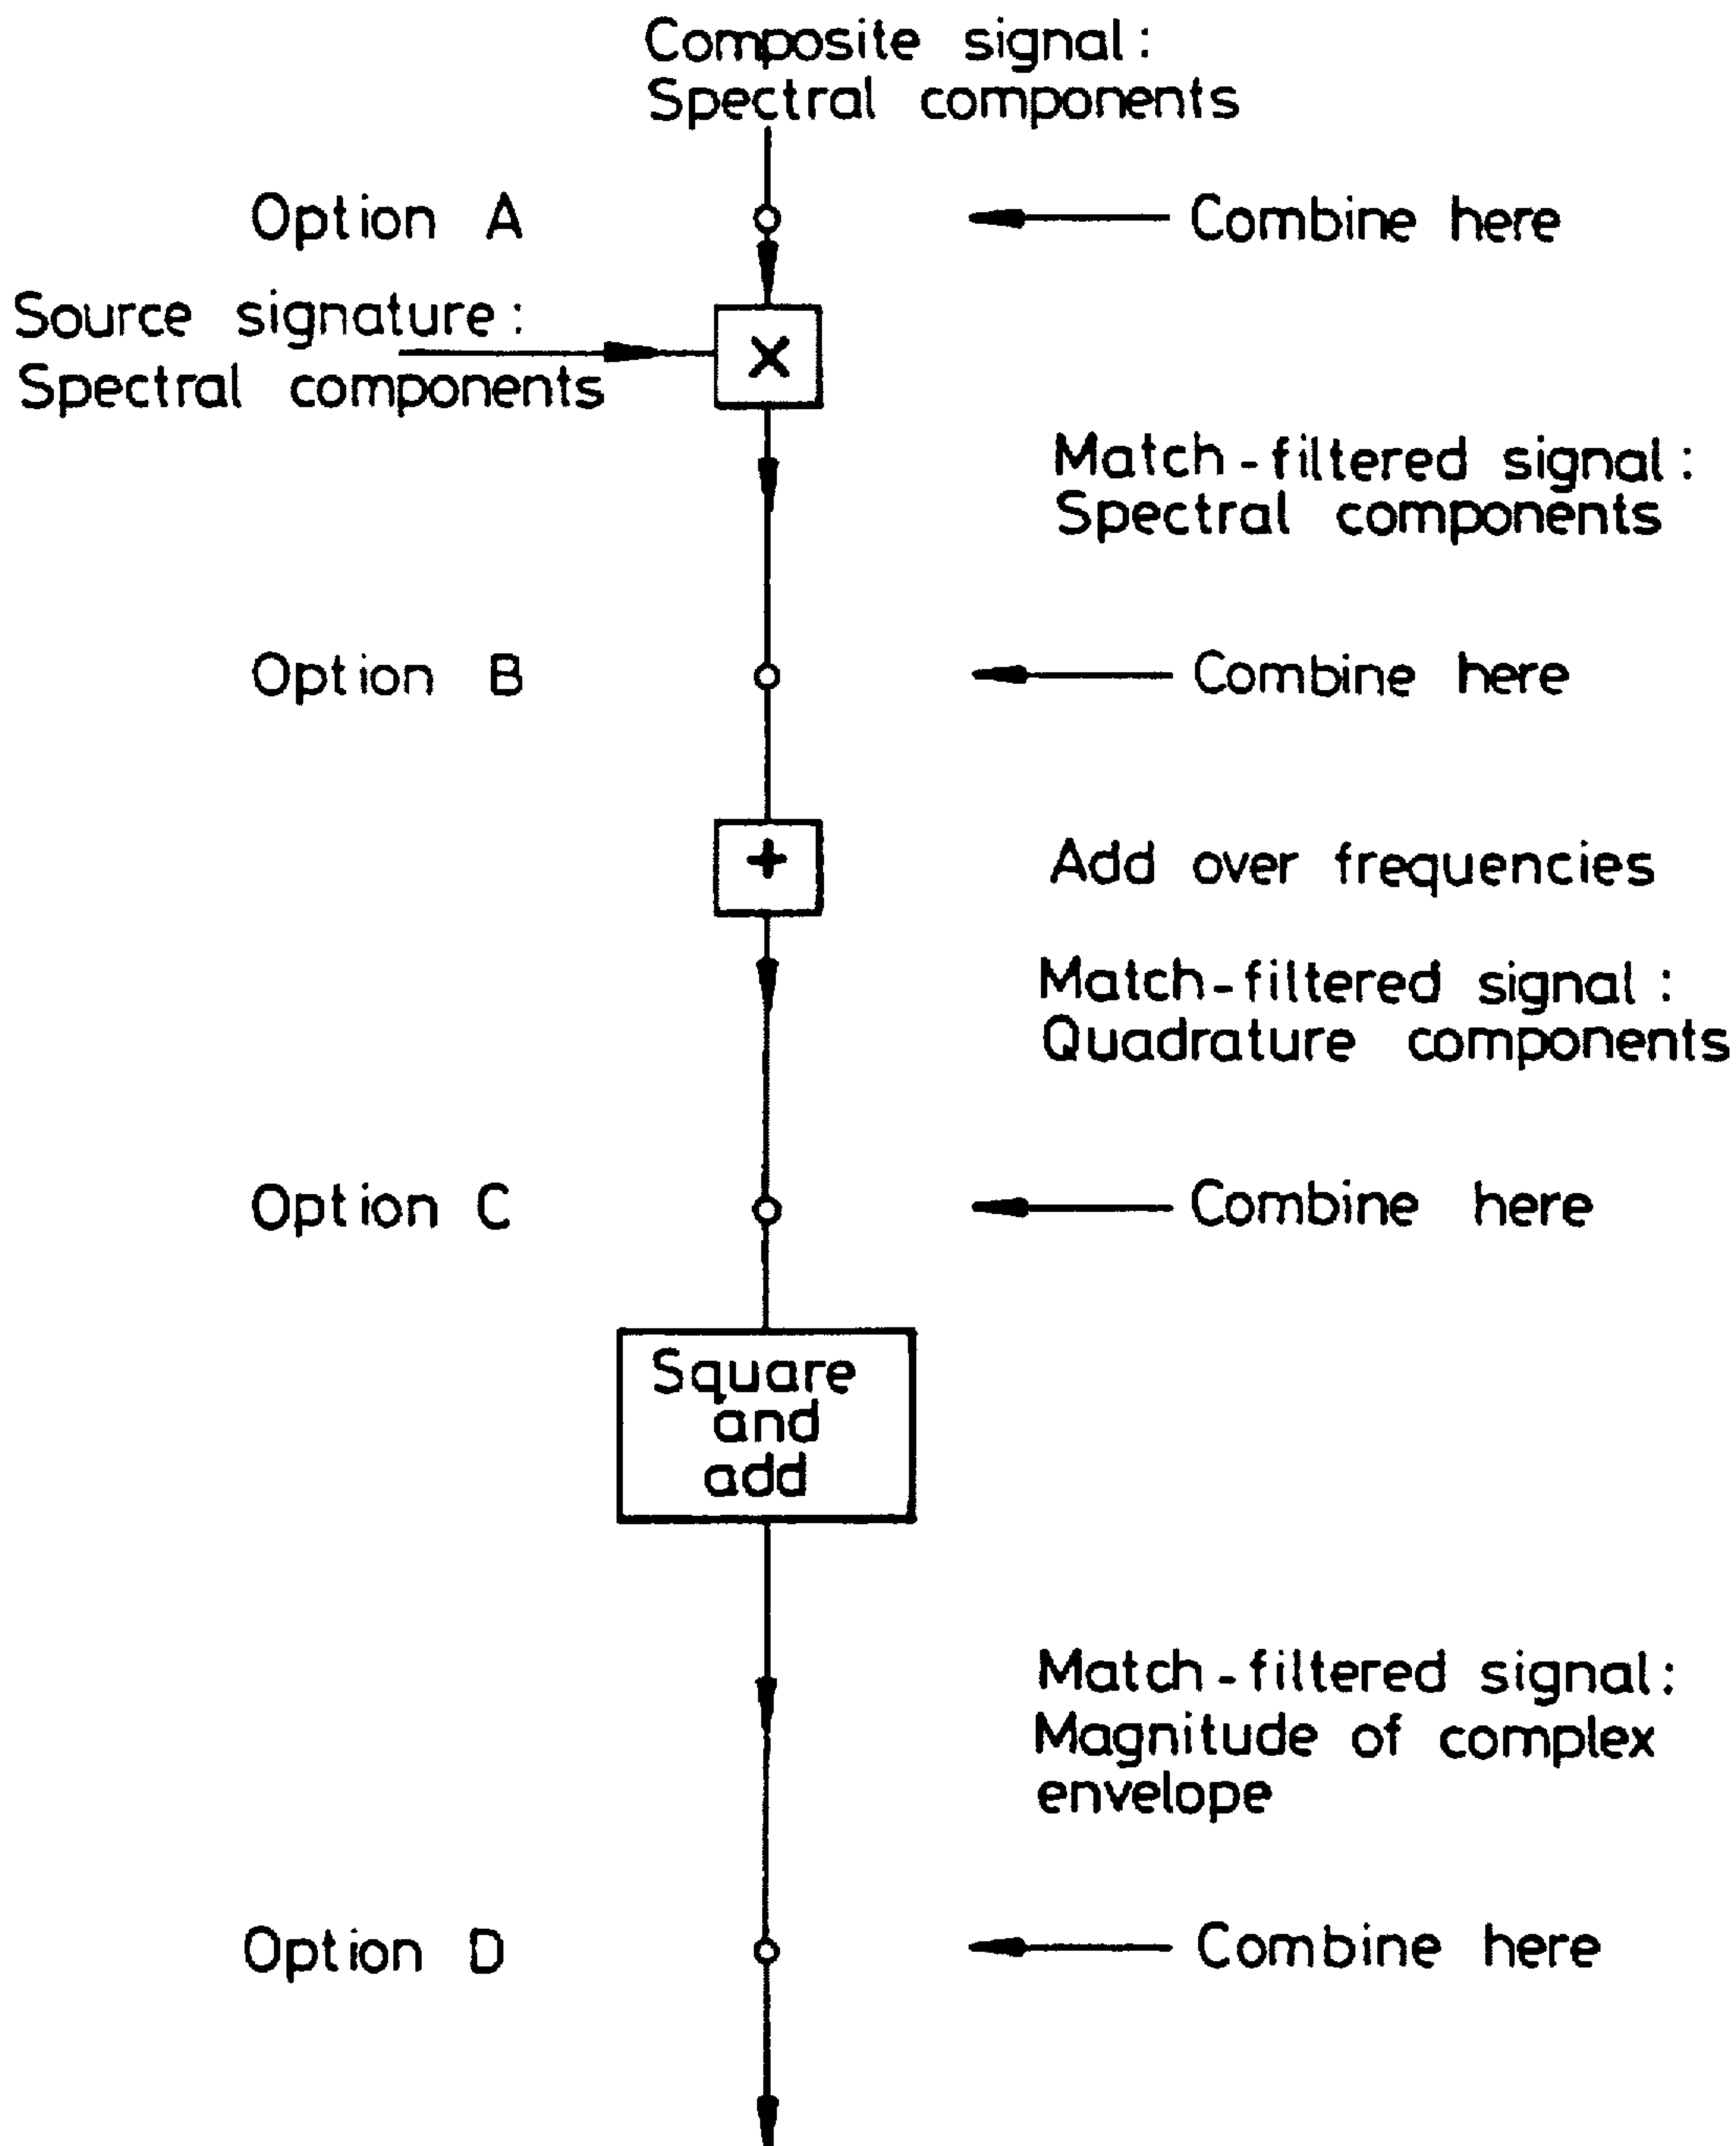 Composite signal:
Spectral components
Option A
Combine here
Source signature:
Spectral components
×
Match-filtered signal:
Spectral components
Option B
Combine here
+
Add over frequencies
Match-filtered signal:
Quadrature components
Option C
Combine here
Square
and
add
Match-filtered signal:
Magnitude of complex
envelope
Option D
Combine here